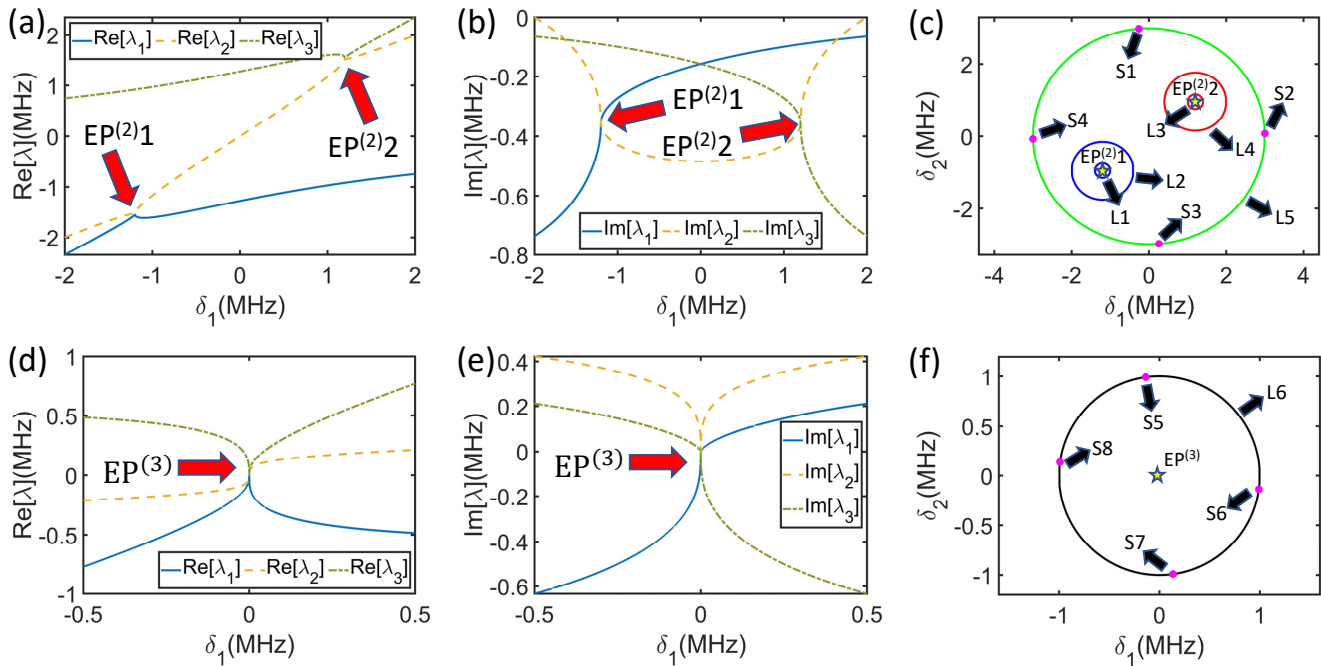 (a)
Re[λ](MHz)
2
1
0
-1
-2
Re[λ₁] Re[λ₂] Re[λ₃]
EP⁽²⁾1
EP⁽²⁾2
-2 -1 0 1 2
δ₁(MHz)
(b)
Im[λ](MHz)
0
-0.2
-0.4
-0.6
-0.8
EP⁽²⁾1
EP⁽²⁾2
Im[λ₁] Im[λ₂] Im[λ₃]
-2 -1 0 1 2
δ₁(MHz)
(c)
δ₂(MHz)
2
0
-2
S1
EP⁽²⁾2
S2
S4
L3
L4
EP⁽²⁾1
L2
L1
S3
L5
-4 -2 0 2 4
δ₁(MHz)
(d)
Re[λ](MHz)
1
0.5
0
-0.5
-1
EP⁽³⁾
Re[λ₁] Re[λ₂] Re[λ₃]
-0.5 0 0.5
δ₁(MHz)
(e)
Im[λ](MHz)
0.4
0.2
0
-0.2
-0.4
-0.6
EP⁽³⁾
Im[λ₁]
Im[λ₂]
Im[λ₃]
-0.5 0 0.5
δ₁(MHz)
(f)
δ₂(MHz)
1
0.5
0
-0.5
-1
L6
S5
S8
EP⁽³⁾
S6
S7
-1 0 1
δ₁(MHz)